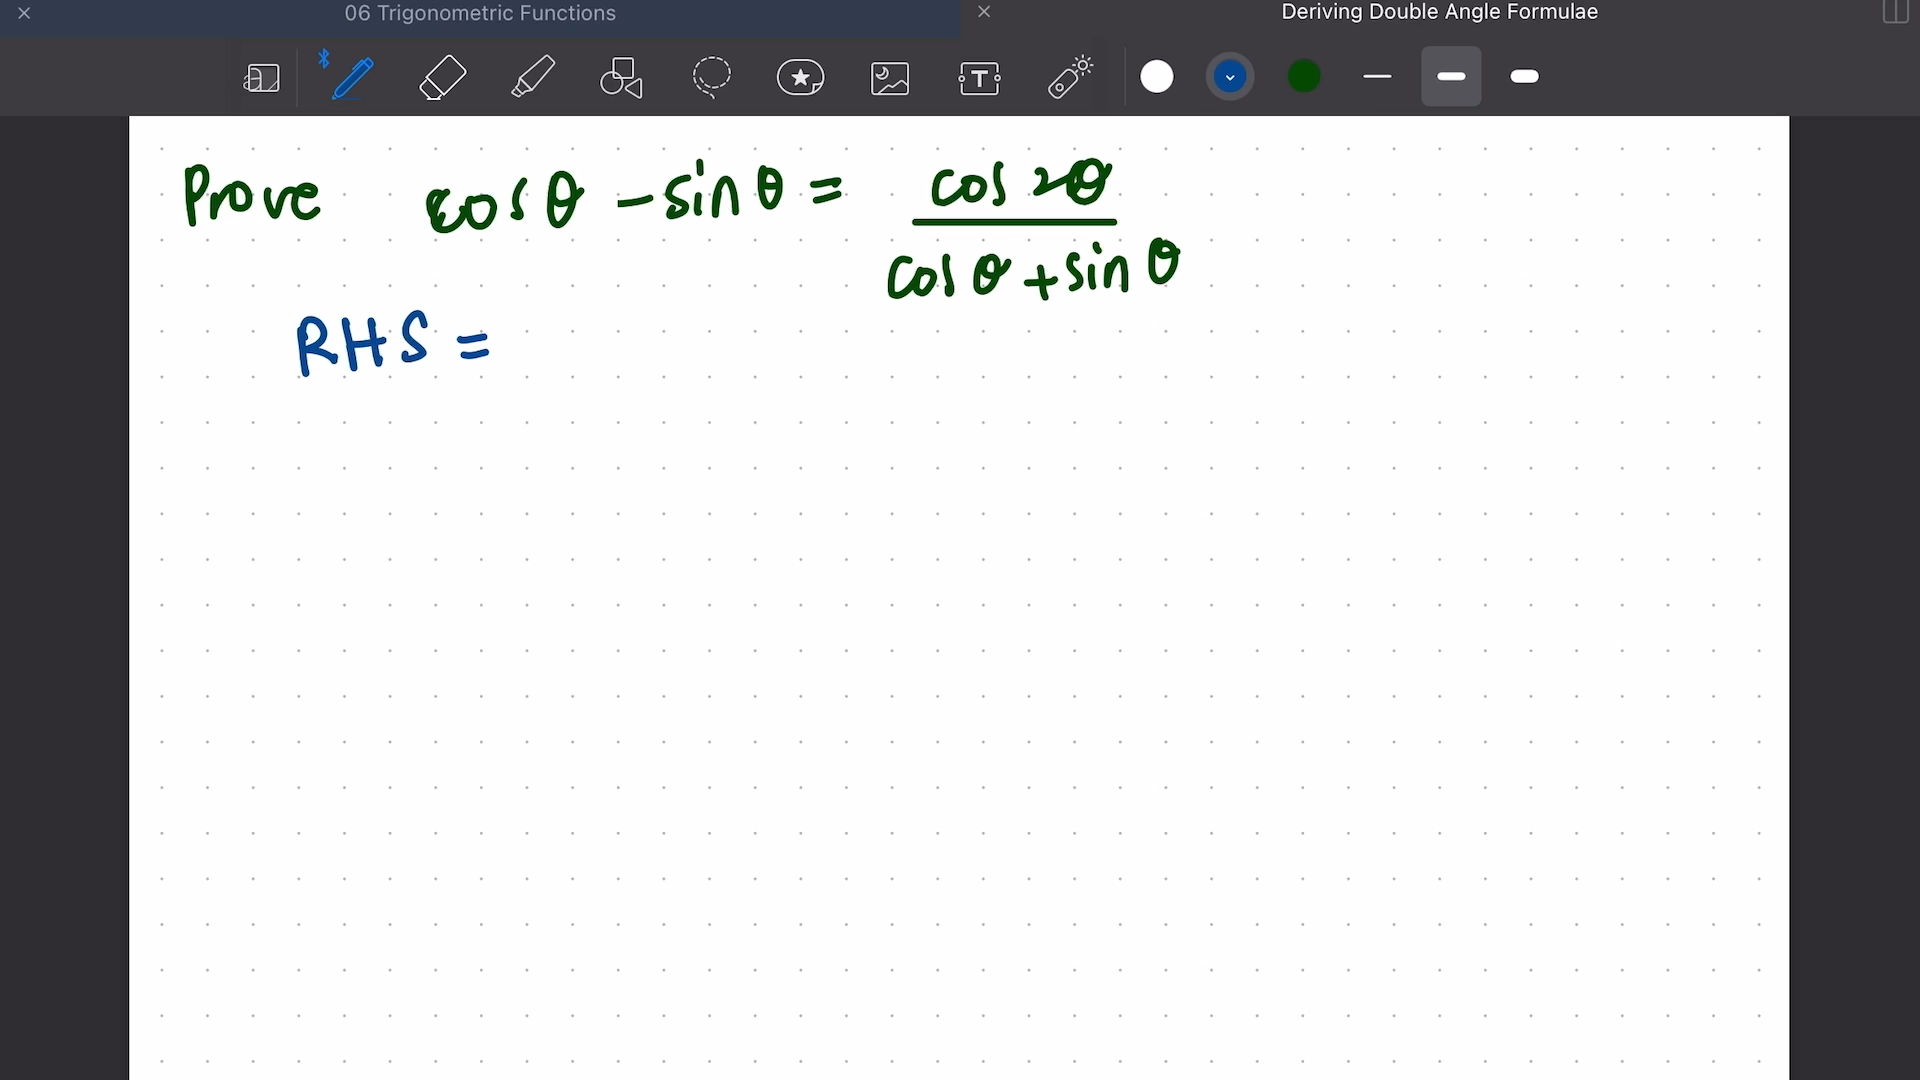 06 Trigonometric Functions
Deriving Double Angle Formulae
Prove cos θ - sin θ = cos 2θ
cos θ + sin θ
RHS =